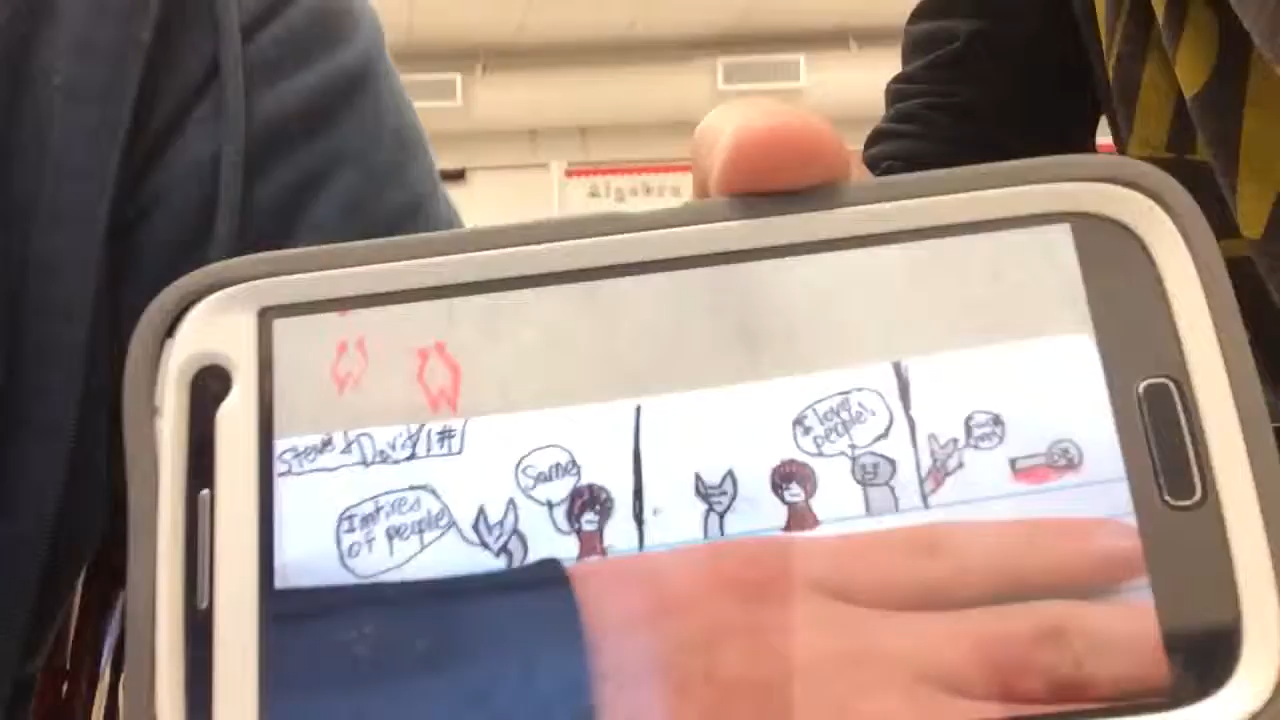 Algebra
Steve & David 1#
I'm tired
of people
Same
I love
people!